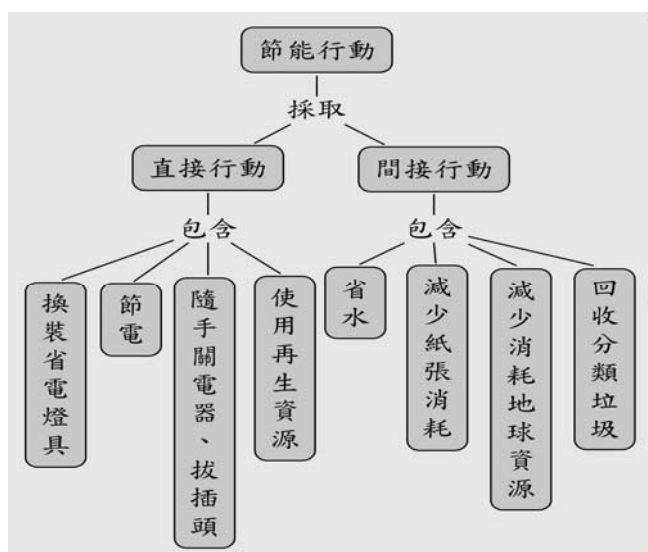 節能行動
採取
直接行動
間接行動
包含
包含
換裝省電燈具
節電
隨手關電器、拔插頭
使用再生資源
省水
減少紙張消耗
減少消耗地球資源
回收分類垃圾